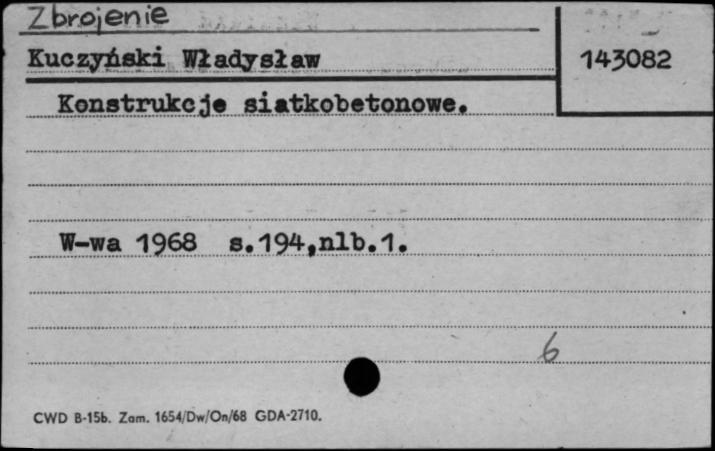 Zbrojenie
Kuczyński Władysław
143082
Konstrukcje siatkobetonowe.
W-wa 1968 s.194,nlb.1.
6
CWD B-15b. Zam. 1654/Dw/On/68 GDA-2710.